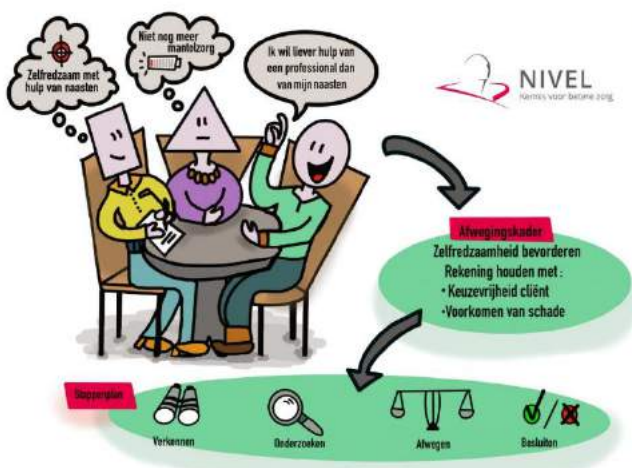 Zelfredzaam met
hulp van naasten
Niet nog meer
mantelzorg
Ik wil liever hulp van
een professional dan
van mijn naasten
NIVEL
Kennis voor betere zorg
Afwegingskader
Zelfredzaamheid bevorderen
Rekening houden met:
• Keuzevrijheid cliënt
•Voorkomen van schade
Stappenplan
Verkennen
Onderzoeken
Afwegen
Besluiten